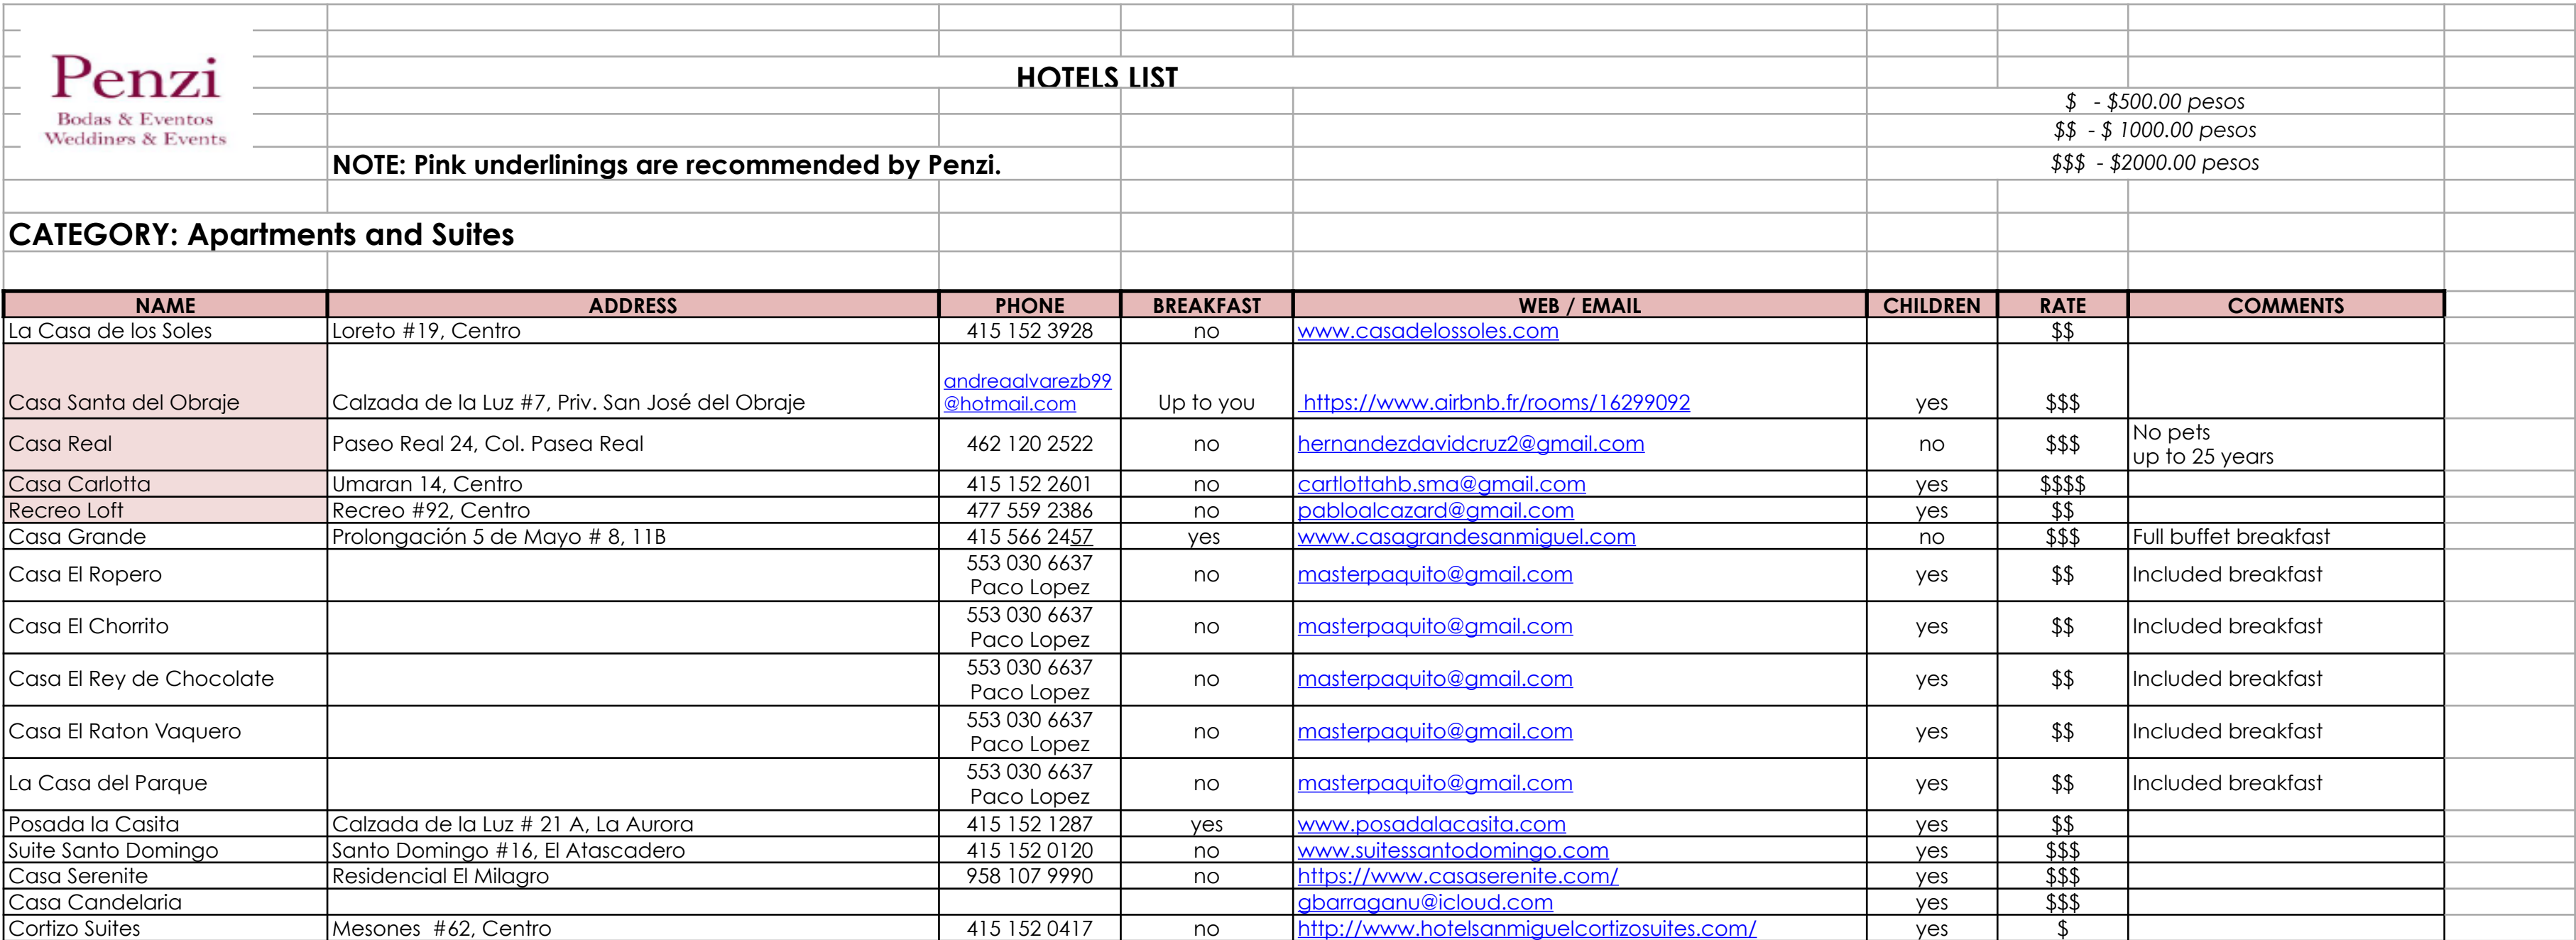 Penzi
Bodas & Eventos
Weddings & Events
HOTELS LIST
$ - $500.00 pesos
$$ - $ 1000.00 pesos
$$$ - $2000.00 pesos
NOTE: Pink underlinings are recommended by Penzi.
CATEGORY: Apartments and Suites
NAME ADDRESS PHONE BREAKFAST WEB / EMAIL CHILDREN RATE COMMENTS
La Casa de los Soles Loreto #19, Centro 415 152 3928 no www.casadelossoles.com $$
andreaalvarezb99
Casa Santa del Obraje Calzada de la Luz #7, Priv. San José del Obraje @hotmail.com Up to you https://www.airbnb.fr/rooms/16299092 yes $$$
Casa Real Paseo Real 24, Col. Pasea Real 462 120 2522 no hernandezdavidcruz2@gmail.com no $$$ No pets
up to 25 years
Casa Carlotta Umaran 14, Centro 415 152 2601 no cartlottahb.sma@gmail.com yes $$$$
Recreo Loft Recreo #92, Centro 477 559 2386 no pabloalcazard@gmail.com yes $$
Casa Grande Prolongación 5 de Mayo # 8, 11B 415 566 2457 yes www.casagrandesanmiguel.com no $$$ Full buffet breakfast
Casa El Ropero 553 030 6637
Paco Lopez no masterpaquito@gmail.com yes $$ Included breakfast
Casa El Chorrito 553 030 6637
Paco Lopez no masterpaquito@gmail.com yes $$ Included breakfast
Casa El Rey de Chocolate 553 030 6637
Paco Lopez no masterpaquito@gmail.com yes $$ Included breakfast
Casa El Raton Vaquero 553 030 6637
Paco Lopez no masterpaquito@gmail.com yes $$ Included breakfast
La Casa del Parque 553 030 6637
Paco Lopez no masterpaquito@gmail.com yes $$ Included breakfast
Posada la Casita Calzada de la Luz # 21 A, La Aurora 415 152 1287 yes www.posadalacasita.com yes $$
Suite Santo Domingo Santo Domingo #16, El Atascadero 415 152 0120 no www.suitessantodomingo.com yes $$$
Casa Serenite Residencial El Milagro 958 107 9990 no https://www.casaserenite.com/ yes $$$
Casa Candelaria gbarraganu@icloud.com yes $$$
Cortizo Suites Mesones #62, Centro 415 152 0417 no http://www.hotelsanmiguelcortizosuites.com/ yes $